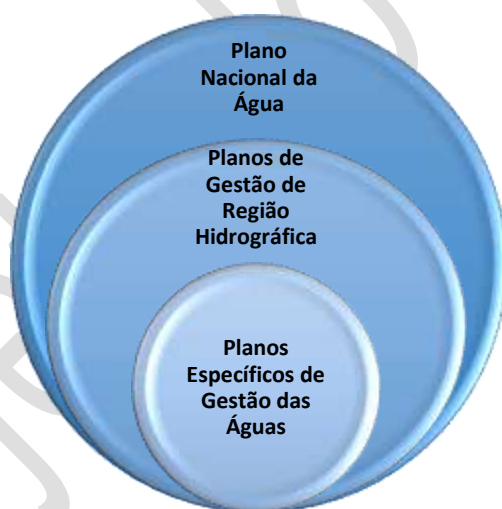 Plano
Nacional da
Água
Planos de
Gestão de
Região
Hidrográfica
Planos
Específicos de
Gestão das
Águas